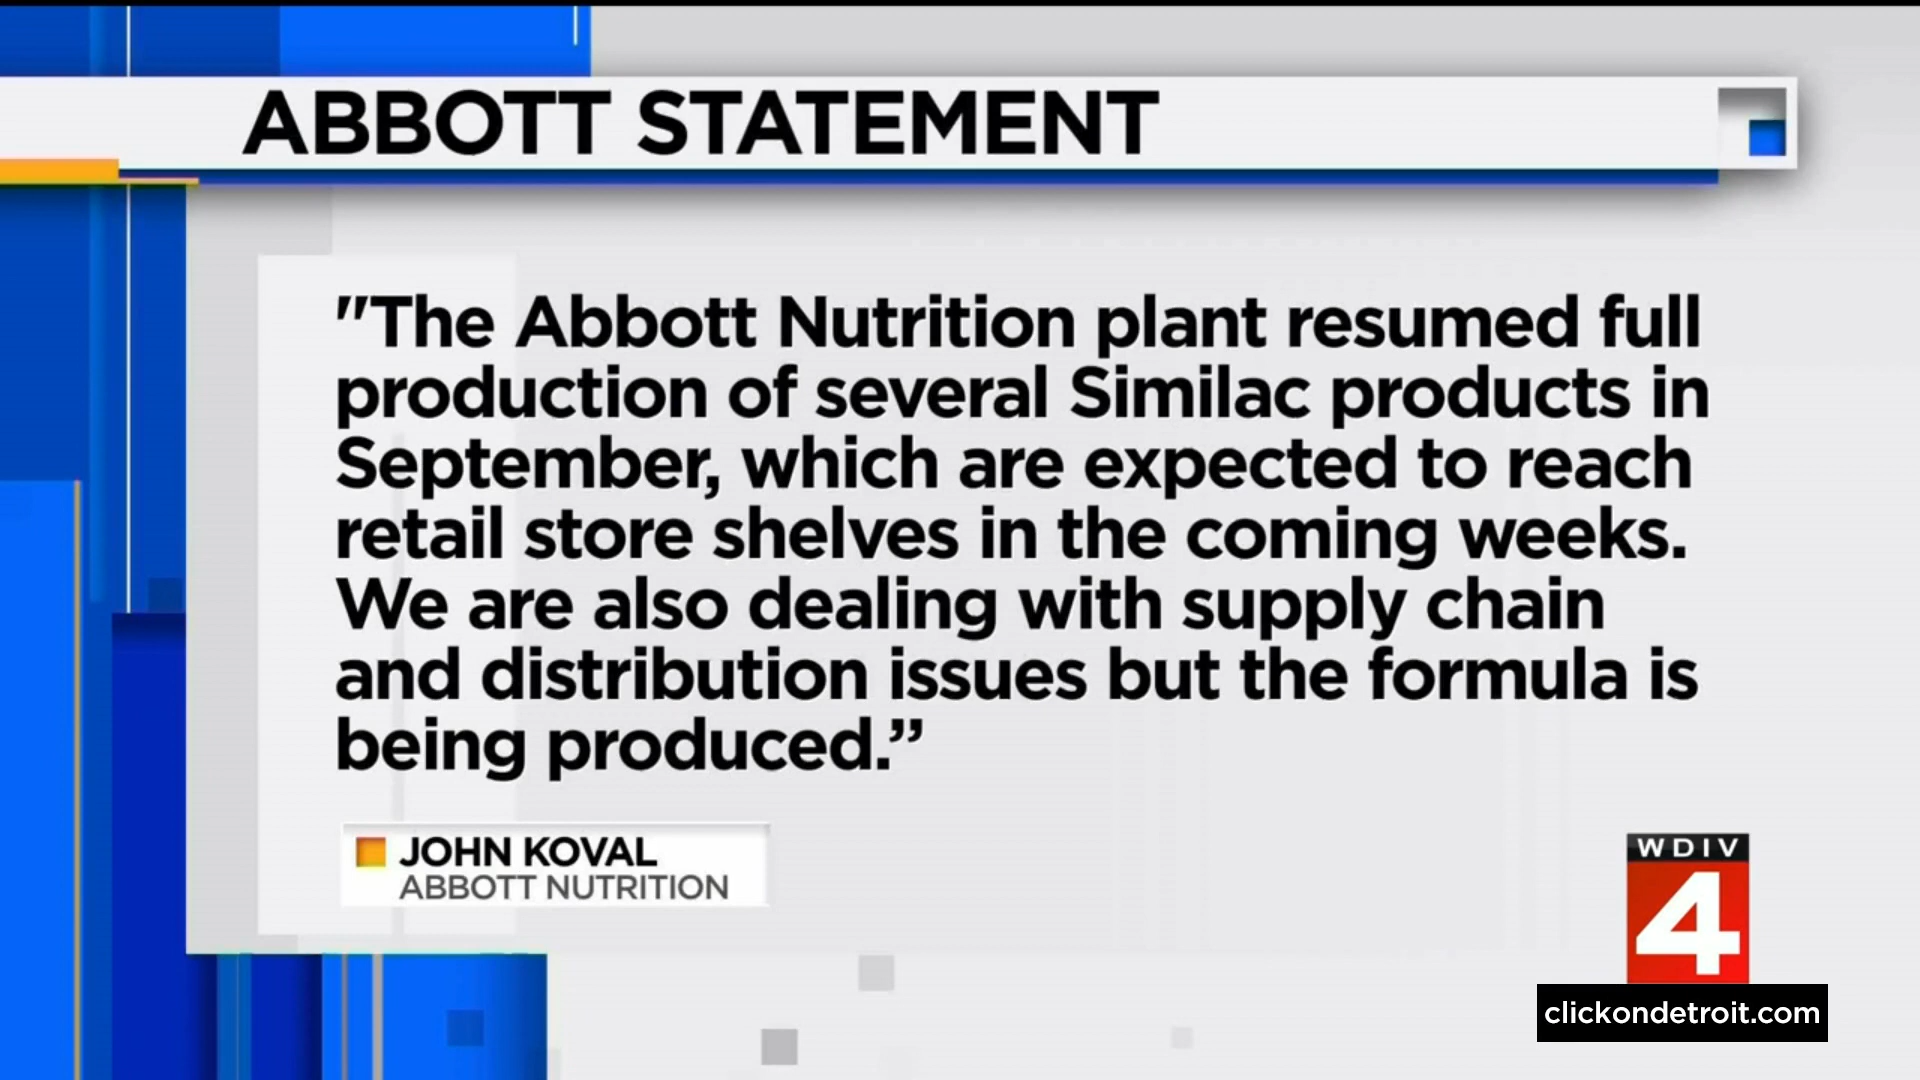 ABBOTT STATEMENT
"The Abbott Nutrition plant resumed full
production of several Similac products in
September, which are expected to reach
retail store shelves in the coming weeks.
We are also dealing with supply chain
and distribution issues but the formula is
being produced.”
JOHN KOVAL
ABBOTT NUTRITION
WDIV
4
clickondetroit.com